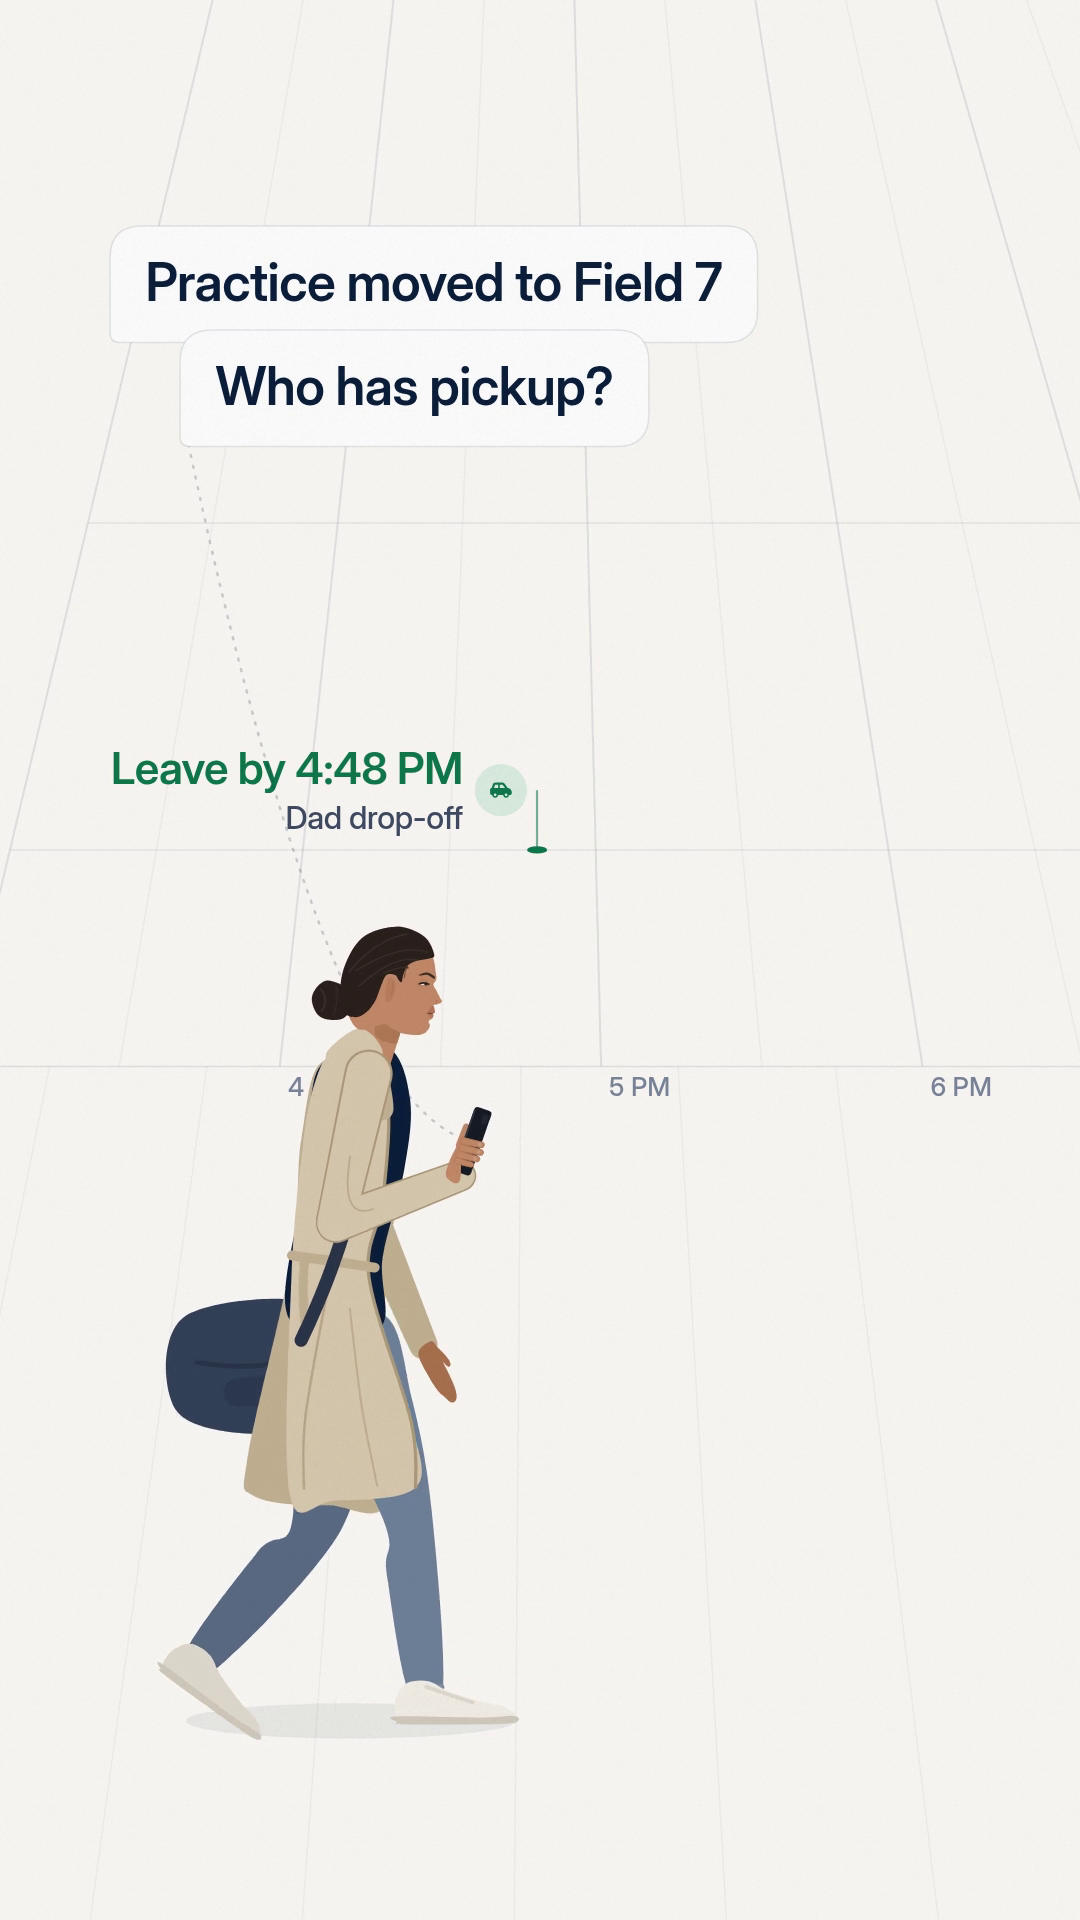 Practice moved to Field 7
Who has pickup?
Leave by 4:48 PM
Dad drop-off
4
5 PM
6 PM